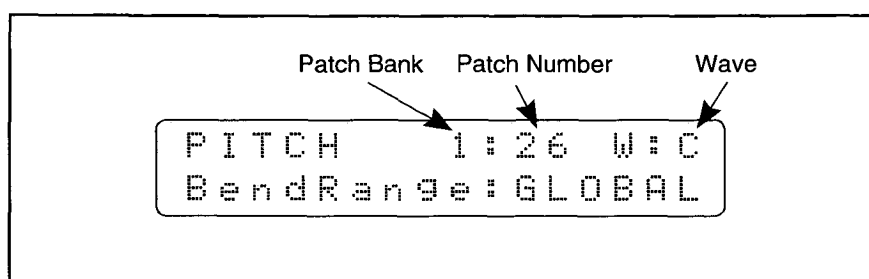 Patch Bank Patch Number Wave
PITCH 1:26 W:C
BendRange:GLOBAL